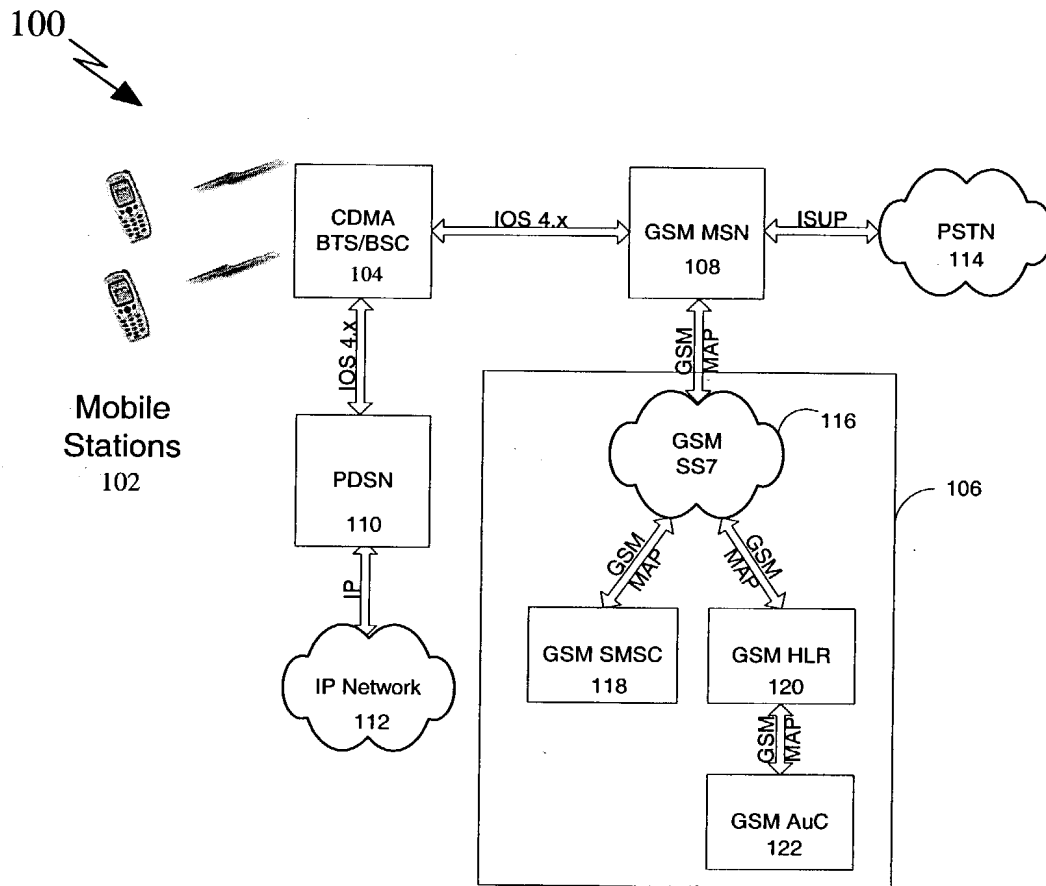 100
CDMA
BTS/BSC
104
IOS 4.x
GSM MSN
108
ISUP
PSTN
114
IOS 4.x
GSM
MAP
Mobile
Stations
102
PDSN
110
GSM
SS7
116
106
IP
GSM
MAP
GSM
MAP
IP Network
112
GSM SMSC
118
GSM HLR
120
GSM
MAP
GSM AuC
122